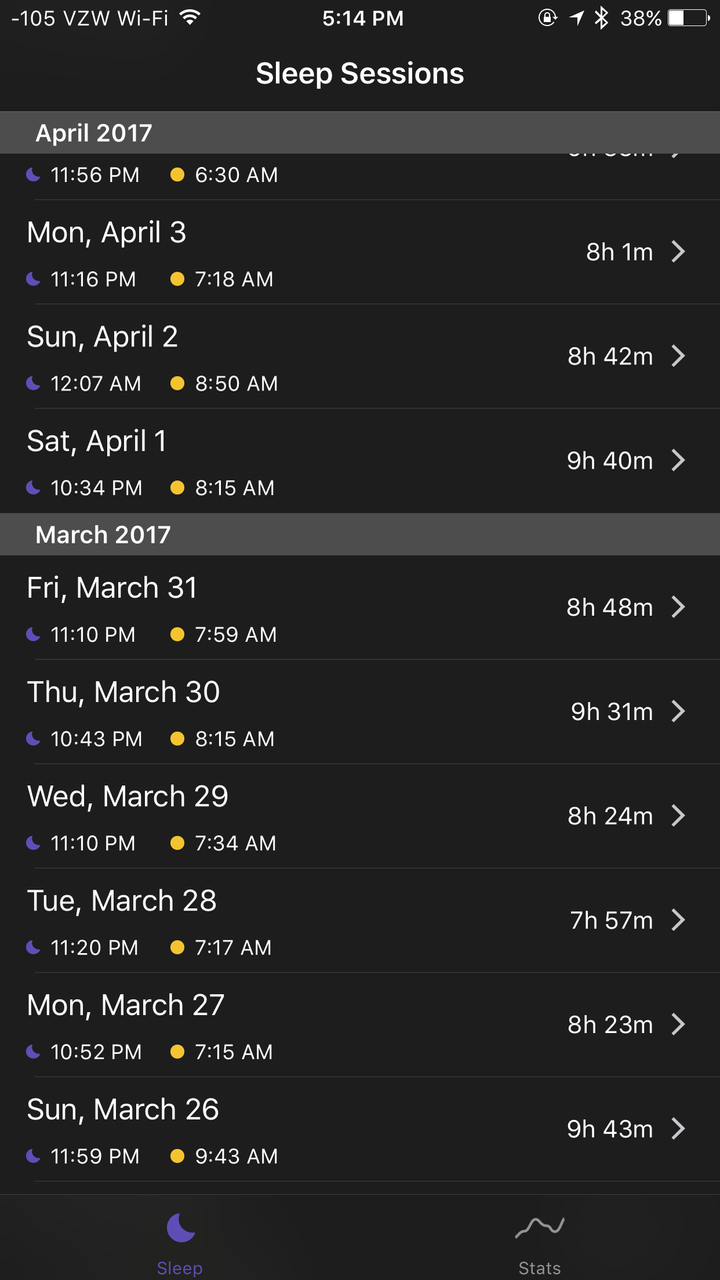 -105 VZW Wi-Fi 5:14 PM 38%
Sleep Sessions
April 2017
11:56 PM 6:30 AM
Mon, April 3
8h 1m
11:16 PM 7:18 AM
Sun, April 2
8h 42m
12:07 AM 8:50 AM
Sat, April 1
9h 40m
10:34 PM 8:15 AM
March 2017
Fri, March 31
8h 48m
11:10 PM 7:59 AM
Thu, March 30
9h 31m
10:43 PM 8:15 AM
Wed, March 29
8h 24m
11:10 PM 7:34 AM
Tue, March 28
7h 57m
11:20 PM 7:17 AM
Mon, March 27
8h 23m
10:52 PM 7:15 AM
Sun, March 26
9h 43m
11:59 PM 9:43 AM
Sleep Stats